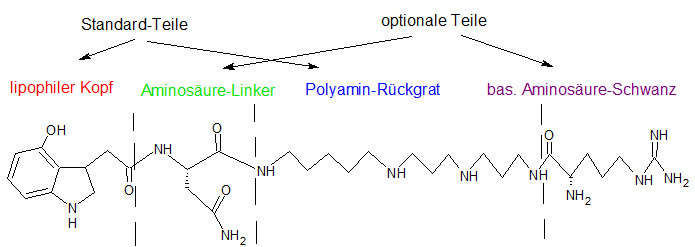 Standard-Teile
optionale Teile
lipophiler Kopf
Aminosäure-Linker
Polyamin-Rückgrat
bas. Aminosäure-Schwanz
OH
NH
O
O
NH
O
NH
NH
NH
NH
O
NH
NH
NH2
NH2
O
NH2
N
H